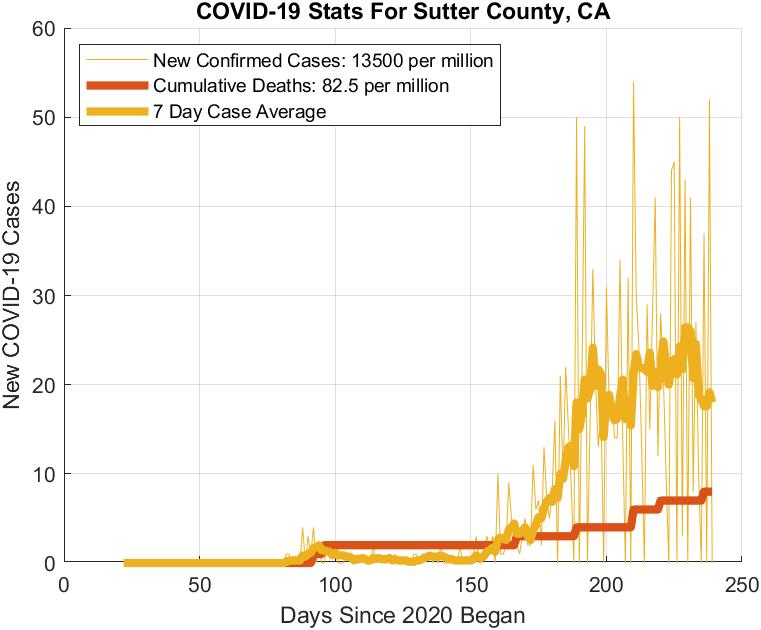 COVID-19 Stats For Sutter County, CA
60
New Confirmed Cases: 13500 per million
Cumulative Deaths: 82.5 per million
7 Day Case Average
50
40
30
20
10
0
New COVID-19 Cases
0 50 100 150 200 250
Days Since 2020 Began